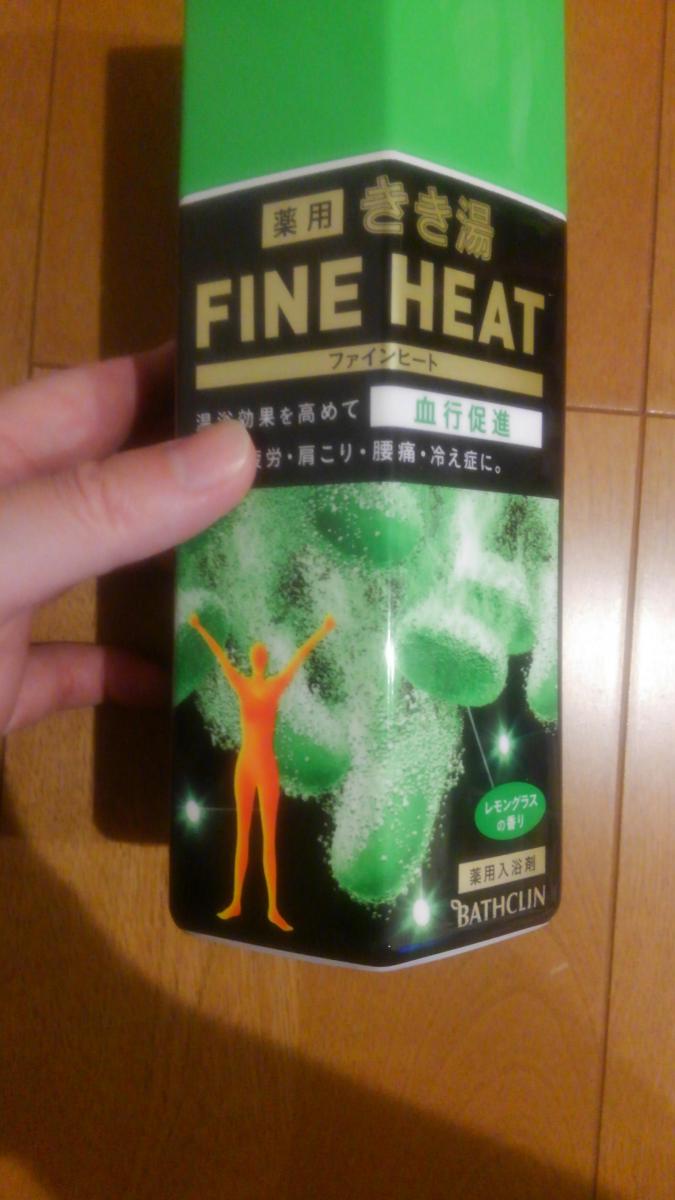 薬用 きき湯
FINE HEAT
ファインヒート
温浴効果を高めて 血行促進
疲労・肩こり・腰痛・冷え症に。
レモングラス
の香り
薬用入浴剤
BATHCLIN